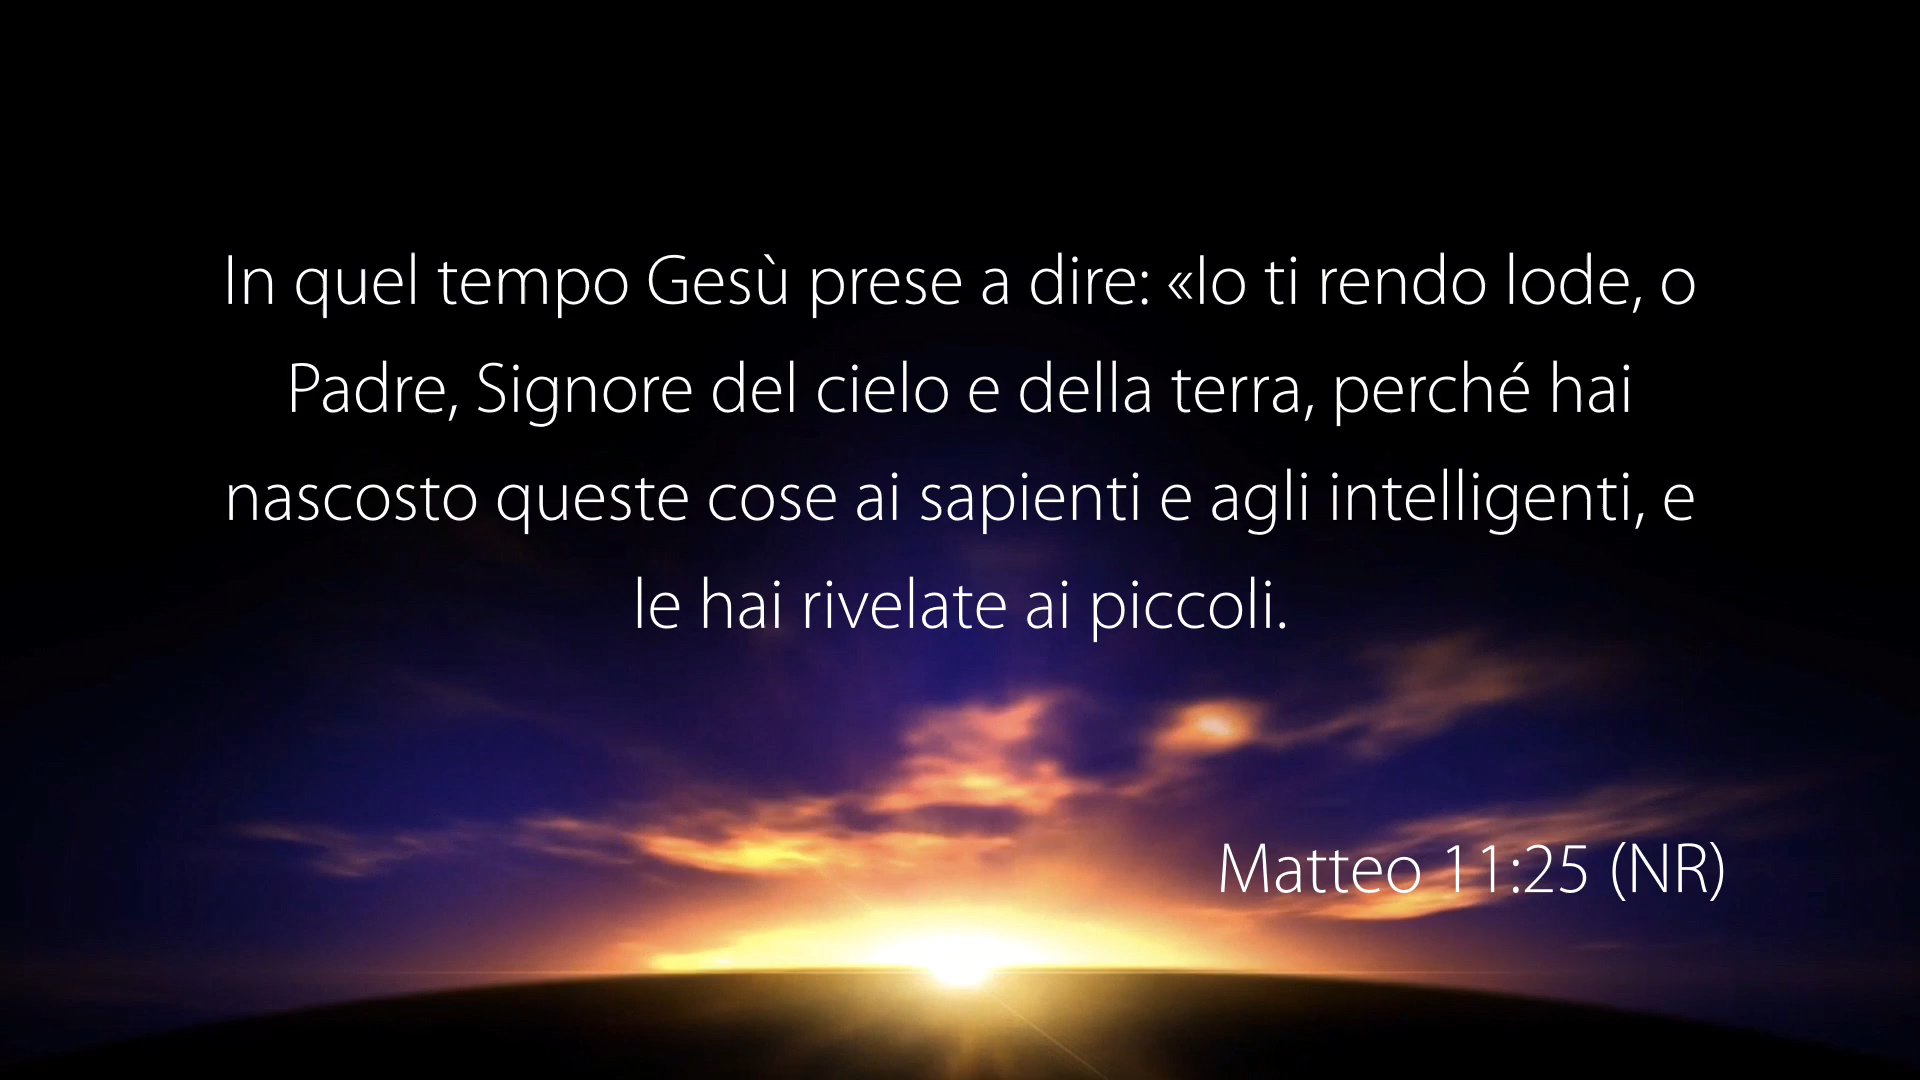 In quel tempo Gesù prese a dire: «Io ti rendo lode, o
Padre, Signore del cielo e della terra, perché hai
nascosto queste cose ai sapienti e agli intelligenti, e
le hai rivelate ai piccoli.
Matteo 11:25 (NR)